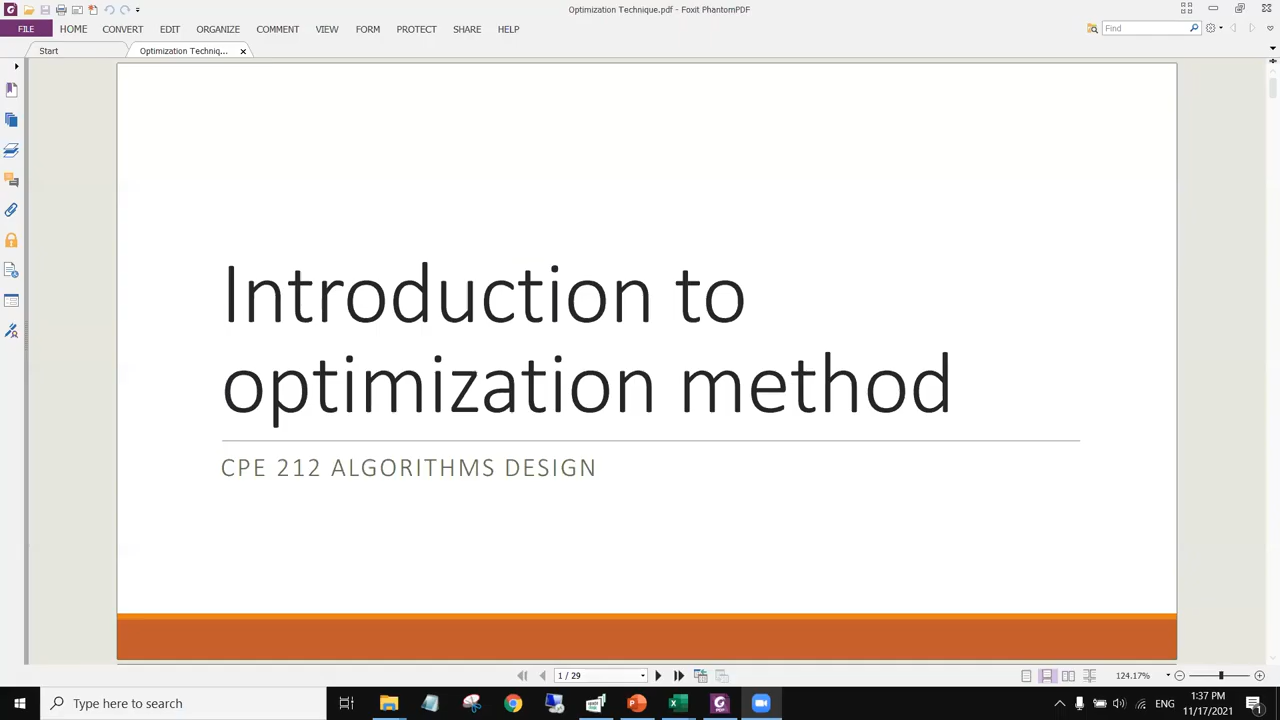 Optimization Technique.pdf - Foxit PhantomPDF
FILE HOME CONVERT EDIT ORGANIZE COMMENT VIEW FORM PROTECT SHARE HELP
Find
Start
Optimization Techniq...
Introduction to
optimization method
CPE 212 ALGORITHMS DESIGN
1 / 29
124.17%
Type here to search
ENG
1:37 PM
11/17/2021